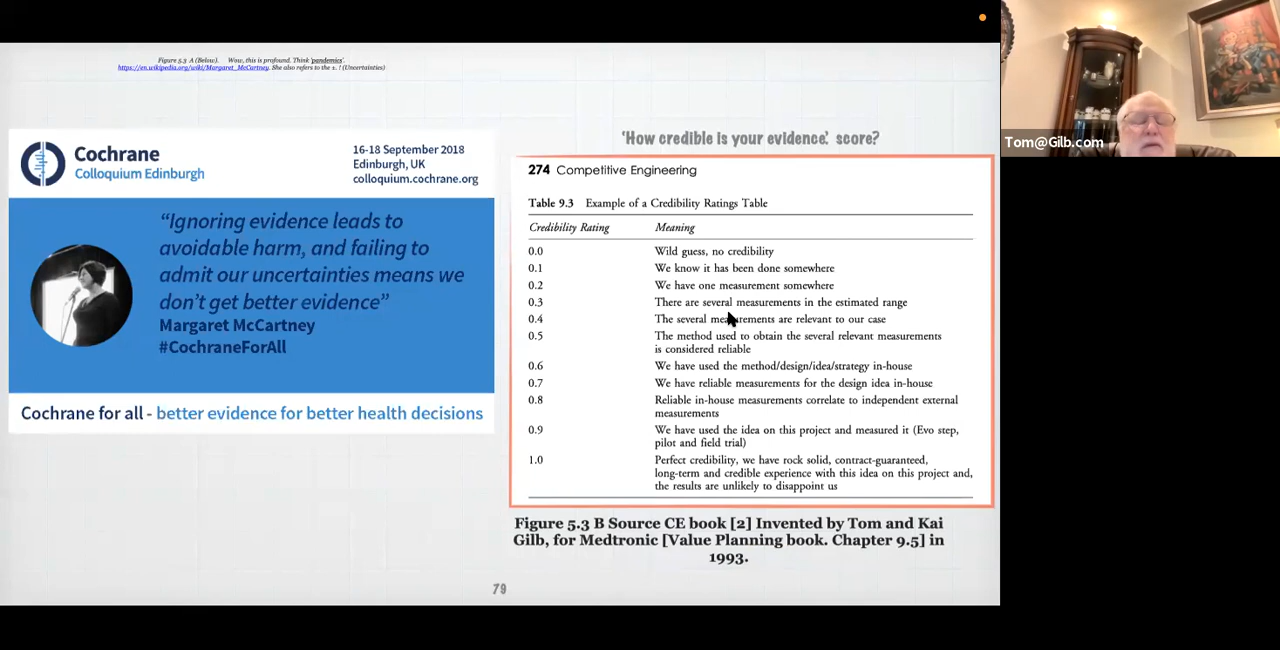 Figure 5.3 A (Below). Wow, this is profound. Think 'pandemics'.
https://en.wikipedia.org/wiki/Margaret_McCartney. She also refers to the ±. ! (Uncertainties)
Cochrane
Colloquium Edinburgh
16-18 September 2018
Edinburgh, UK
colloquium.cochrane.org
“Ignoring evidence leads to
avoidable harm, and failing to
admit our uncertainties means we
don’t get better evidence”
Margaret McCartney
#CochraneForAll
Cochrane for all - better evidence for better health decisions
'How credible is your evidence'. score?
274 Competitive Engineering
Table 9.3 Example of a Credibility Ratings Table
Credibility Rating Meaning
0.0 Wild guess, no credibility
0.1 We know it has been done somewhere
0.2 We have one measurement somewhere
0.3 There are several measurements in the estimated range
0.4 The several measurements are relevant to our case
0.5 The method used to obtain the several relevant measurements
is considered reliable
0.6 We have used the method/design/idea/strategy in-house
0.7 We have reliable measurements for the design idea in-house
0.8 Reliable in-house measurements correlate to independent external
measurements
0.9 We have used the idea on this project and measured it (Evo step,
pilot and field trial)
1.0 Perfect credibility, we have rock solid, contract-guaranteed,
long-term and credible experience with this idea on this project and,
the results are unlikely to disappoint us
Figure 5.3 B Source CE book [2] Invented by Tom and Kai
Gilb, for Medtronic [Value Planning book. Chapter 9.5] in
1993.
79
Tom@Gilb.com